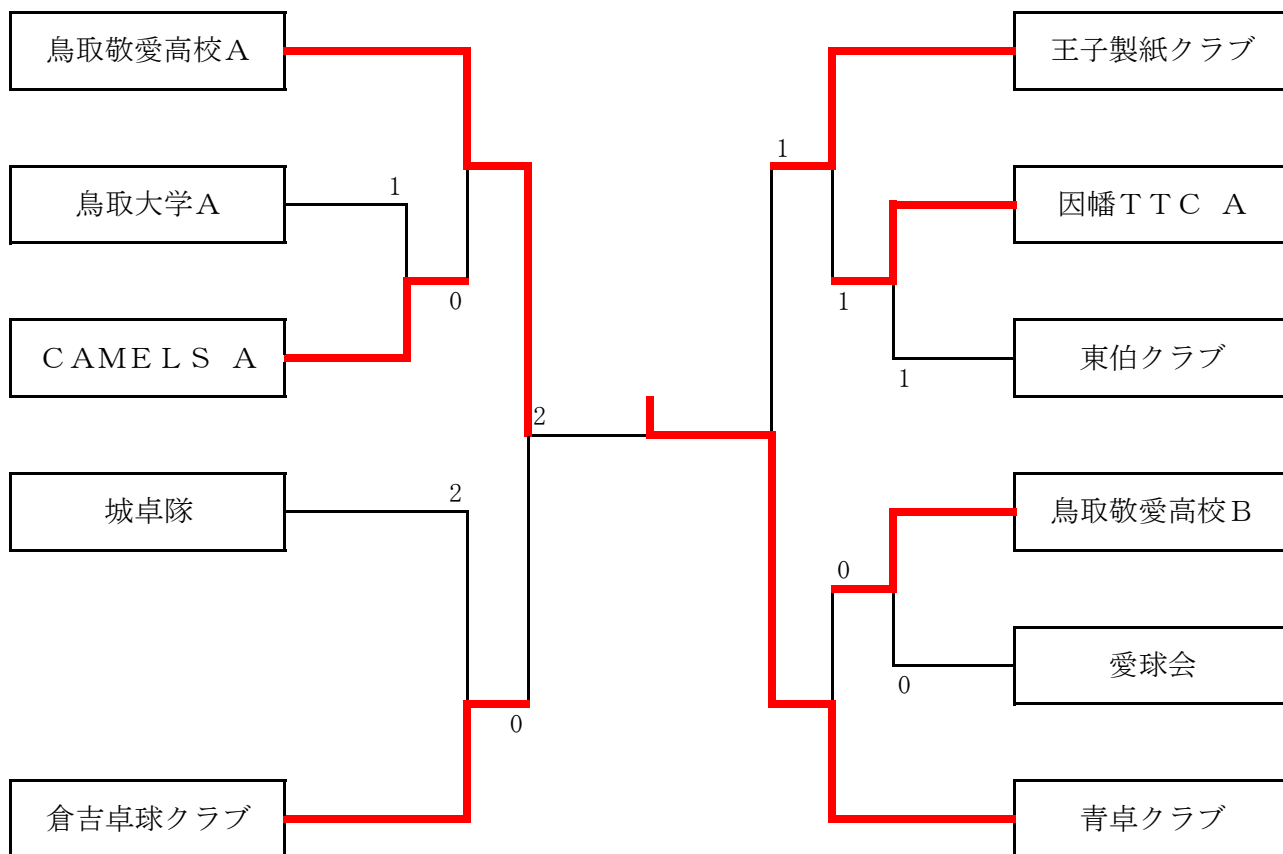 鳥取敬愛高校A
王子製紙クラブ
1
鳥取大学A
1
因幡TTC A
0
1
CAMELS A
東伯クラブ
1
2
城卓隊
2
鳥取敬愛高校B
0
愛球会
0
0
倉吉卓球クラブ
青卓クラブ